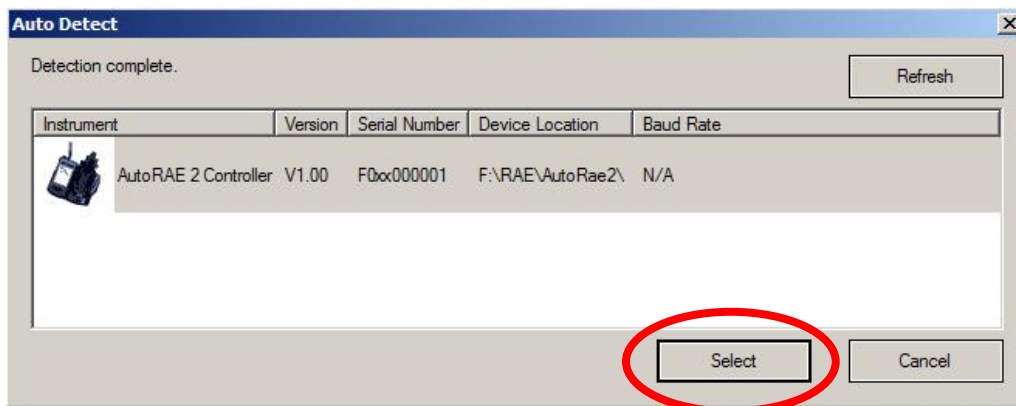 Auto Detect
Detection complete.
Refresh
Instrument Version Serial Number Device Location Baud Rate
AutoRAE 2 Controller V1.00 F0xx000001 F:\RAE\AutoRae2\ N/A
Select Cancel